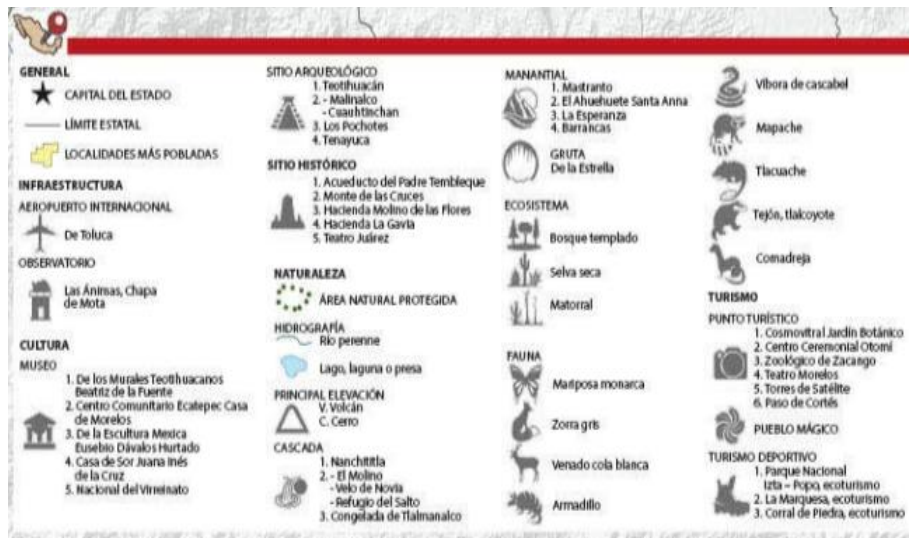 GENERAL
CAPITAL DEL ESTADO
LÍMITE ESTATAL
LOCALIDADES MÁS POBLADAS
INFRAESTRUCTURA
AEROPUERTO INTERNACIONAL
De Toluca
OBSERVATORIO
Las Ánimas, Chapa
de Mota
CULTURA
MUSEO
1. De los Murales Teotihuacanos
Beatriz de la Fuente
2. Centro Comunitario Ecatepec Casa
de Morelos
3. De la Escultura Mexica
Eusebio Dávalos Hurtado
4. Casa de Sor Juana Inés
de la Cruz
5. Nacional del Virreinato
SITIO ARQUEOLÓGICO
1. Teotihuacán
2. - Malinalco
- Cuauhtinchan
3. Los Pochotes
4. Tenayuca
SITIO HISTÓRICO
1. Acueducto del Padre Tembleque
2. Monte de las Cruces
3. Hacienda Molino de las Flores
4. Hacienda La Gavia
5. Teatro Juárez
NATURALEZA
ÁREA NATURAL PROTEGIDA
HIDROGRAFÍA
Río perenne
Lago, laguna o presa
PRINCIPAL ELEVACIÓN
V. Volcán
C. Cerro
CASCADA
1. Nanchititla
2. - El Molino
- Velo de Novia
- Refugio del Salto
3. Congelada de Tlalmanalco
MANANTIAL
1. Mastranto
2. El Ahuehuete Santa Anna
3. La Esperanza
4. Barrancas
GRUTA
De la Estrella
ECOSISTEMA
Bosque templado
Selva seca
Matorral
FAUNA
Mariposa monarca
Zorra gris
Venado cola blanca
Armadillo
Víbora de cascabel
Mapache
Tlacuache
Tejón, tlalcoyote
Comadreja
TURISMO
PUNTO TURÍSTICO
1. Cosmovitral Jardín Botánico
2. Centro Ceremonial Otomí
3. Zoológico de Zacango
4. Teatro Morelos
5. Torres de Satélite
6. Paso de Cortés
PUEBLO MÁGICO
TURISMO DEPORTIVO
1. Parque Nacional
Izta – Popo, ecoturismo
2. La Marquesa, ecoturismo
3. Corral de Piedra, ecoturismo